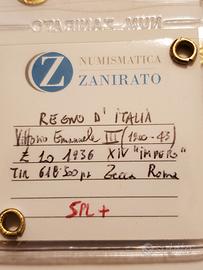 NUMISMATICA
ZANIRATO
REGNO D'ITALIA
Vittorio Emanuele III (1900-43)
£ 20 1936 XIV "IMPERO"
Tir 618.500 pz Zecca Roma
SPL+